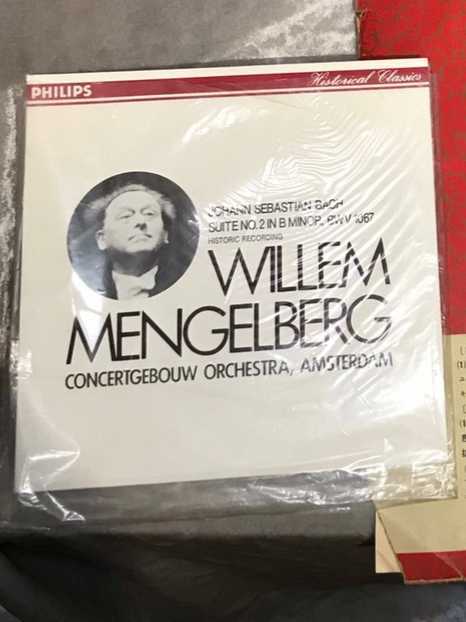 PHILIPS
Historical Classics
JOHANN SEBASTIAN BACH
SUITE NO. 2 IN B MINOR, BWV 1067
HISTORIC RECORDING
WILLEM
MENGELBERG
CONCERTGEBOUW ORCHESTRA, AMSTERDAM